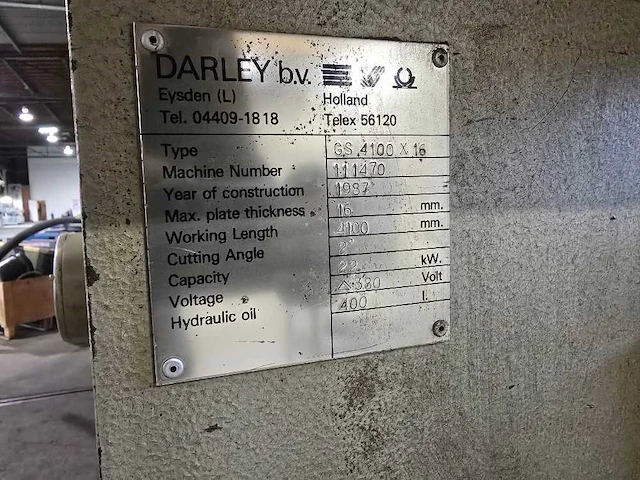 DARLEY b.v.
Eysden (L) Holland
Tel. 04409-1818 Telex 56120
Type GS 4100 X 16
Machine Number 111470
Year of construction 1987
Max. plate thickness 16 mm.
Working Length 4100 mm.
Cutting Angle 2°
Capacity 22 kW.
Voltage 380 Volt
Hydraulic oil 400 l.